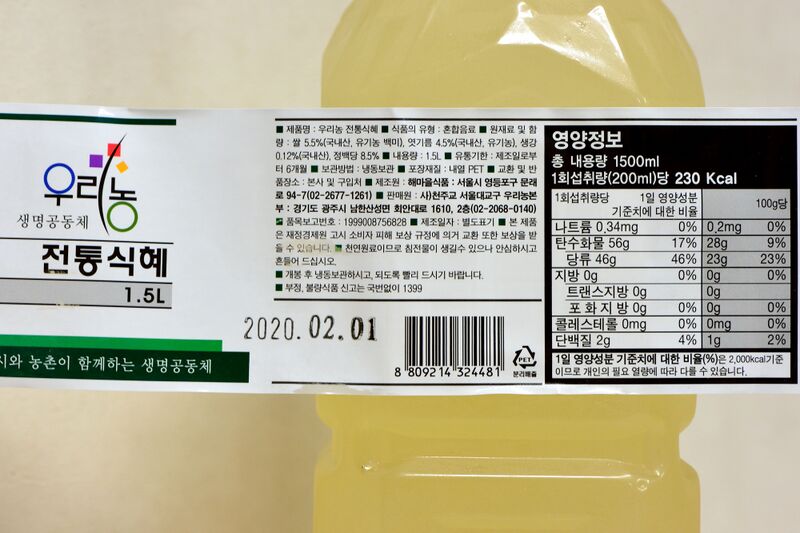 우리농
생명공동체
전통식혜
1.5L
시와 농촌이 함께하는 생명공동체
■ 제품명 : 우리농 전통식혜 ■ 식품의 유형 : 혼합음료 ■ 원재료 및 함
량 : 쌀 5.5%(국내산, 유기농 백미), 엿기름 4.5%(국내산, 유기농), 생강
0.12%(국내산), 정백당 8.5% ■ 내용량 : 1.5L ■ 유통기한 : 제조일로부
터 6개월 ■ 보관방법 : 냉동보관 ■ 포장재질 : 내열 PET ■ 교환 및 반
품장소 : 본사 및 구입처 ■ 제조원 : 해마을식품 : 서울시 영등포구 문래
로 94-7(02-2677-1261) ■ 판매원 : 사)천주교 서울대교구 우리농본
부 : 경기도 광주시 남한산성면 회안대로 1610, 2층(02-2068-0140)
품목보고번호 : 1999008756828 ■ 제조일자 : 별도표기 ■ 본 제품
은 재정경제원 고시 소비자 피해 보상 규정에 의거 교환 또한 보상을 받
을 수 있습니다. ■ 천연원료이므로 침전물이 생길수 있으나 안심하시고
흔들어 드십시오.
■ 개봉 후 냉동보관하시고, 되도록 빨리 드시기 바랍니다.
■ 부정, 불량식품 신고는 국번없이 1399
2020.02.01
8 809214 324481
PET
분리배출
영양정보
총 내용량 1500ml
1회섭취량(200ml)당 230 Kcal
1회섭취량당 1일 영양성분 기준치에 대한 비율 100g당
나트륨 0,34mg 0% 0,2mg 0%
탄수화물 56g 17% 28g 9%
당류 46g 46% 23g 23%
지방 0g 0% 0g 0%
트랜스지방 0g 0g
포화지방 0g 0% 0g 0%
콜레스테롤 0mg 0% 0mg 0%
단백질 2g 4% 1g 2%
1일 영양성분 기준치에 대한 비율(%)은 2,000kcal기준
이므로 개인의 필요 열량에 따라 다를 수 있습니다.